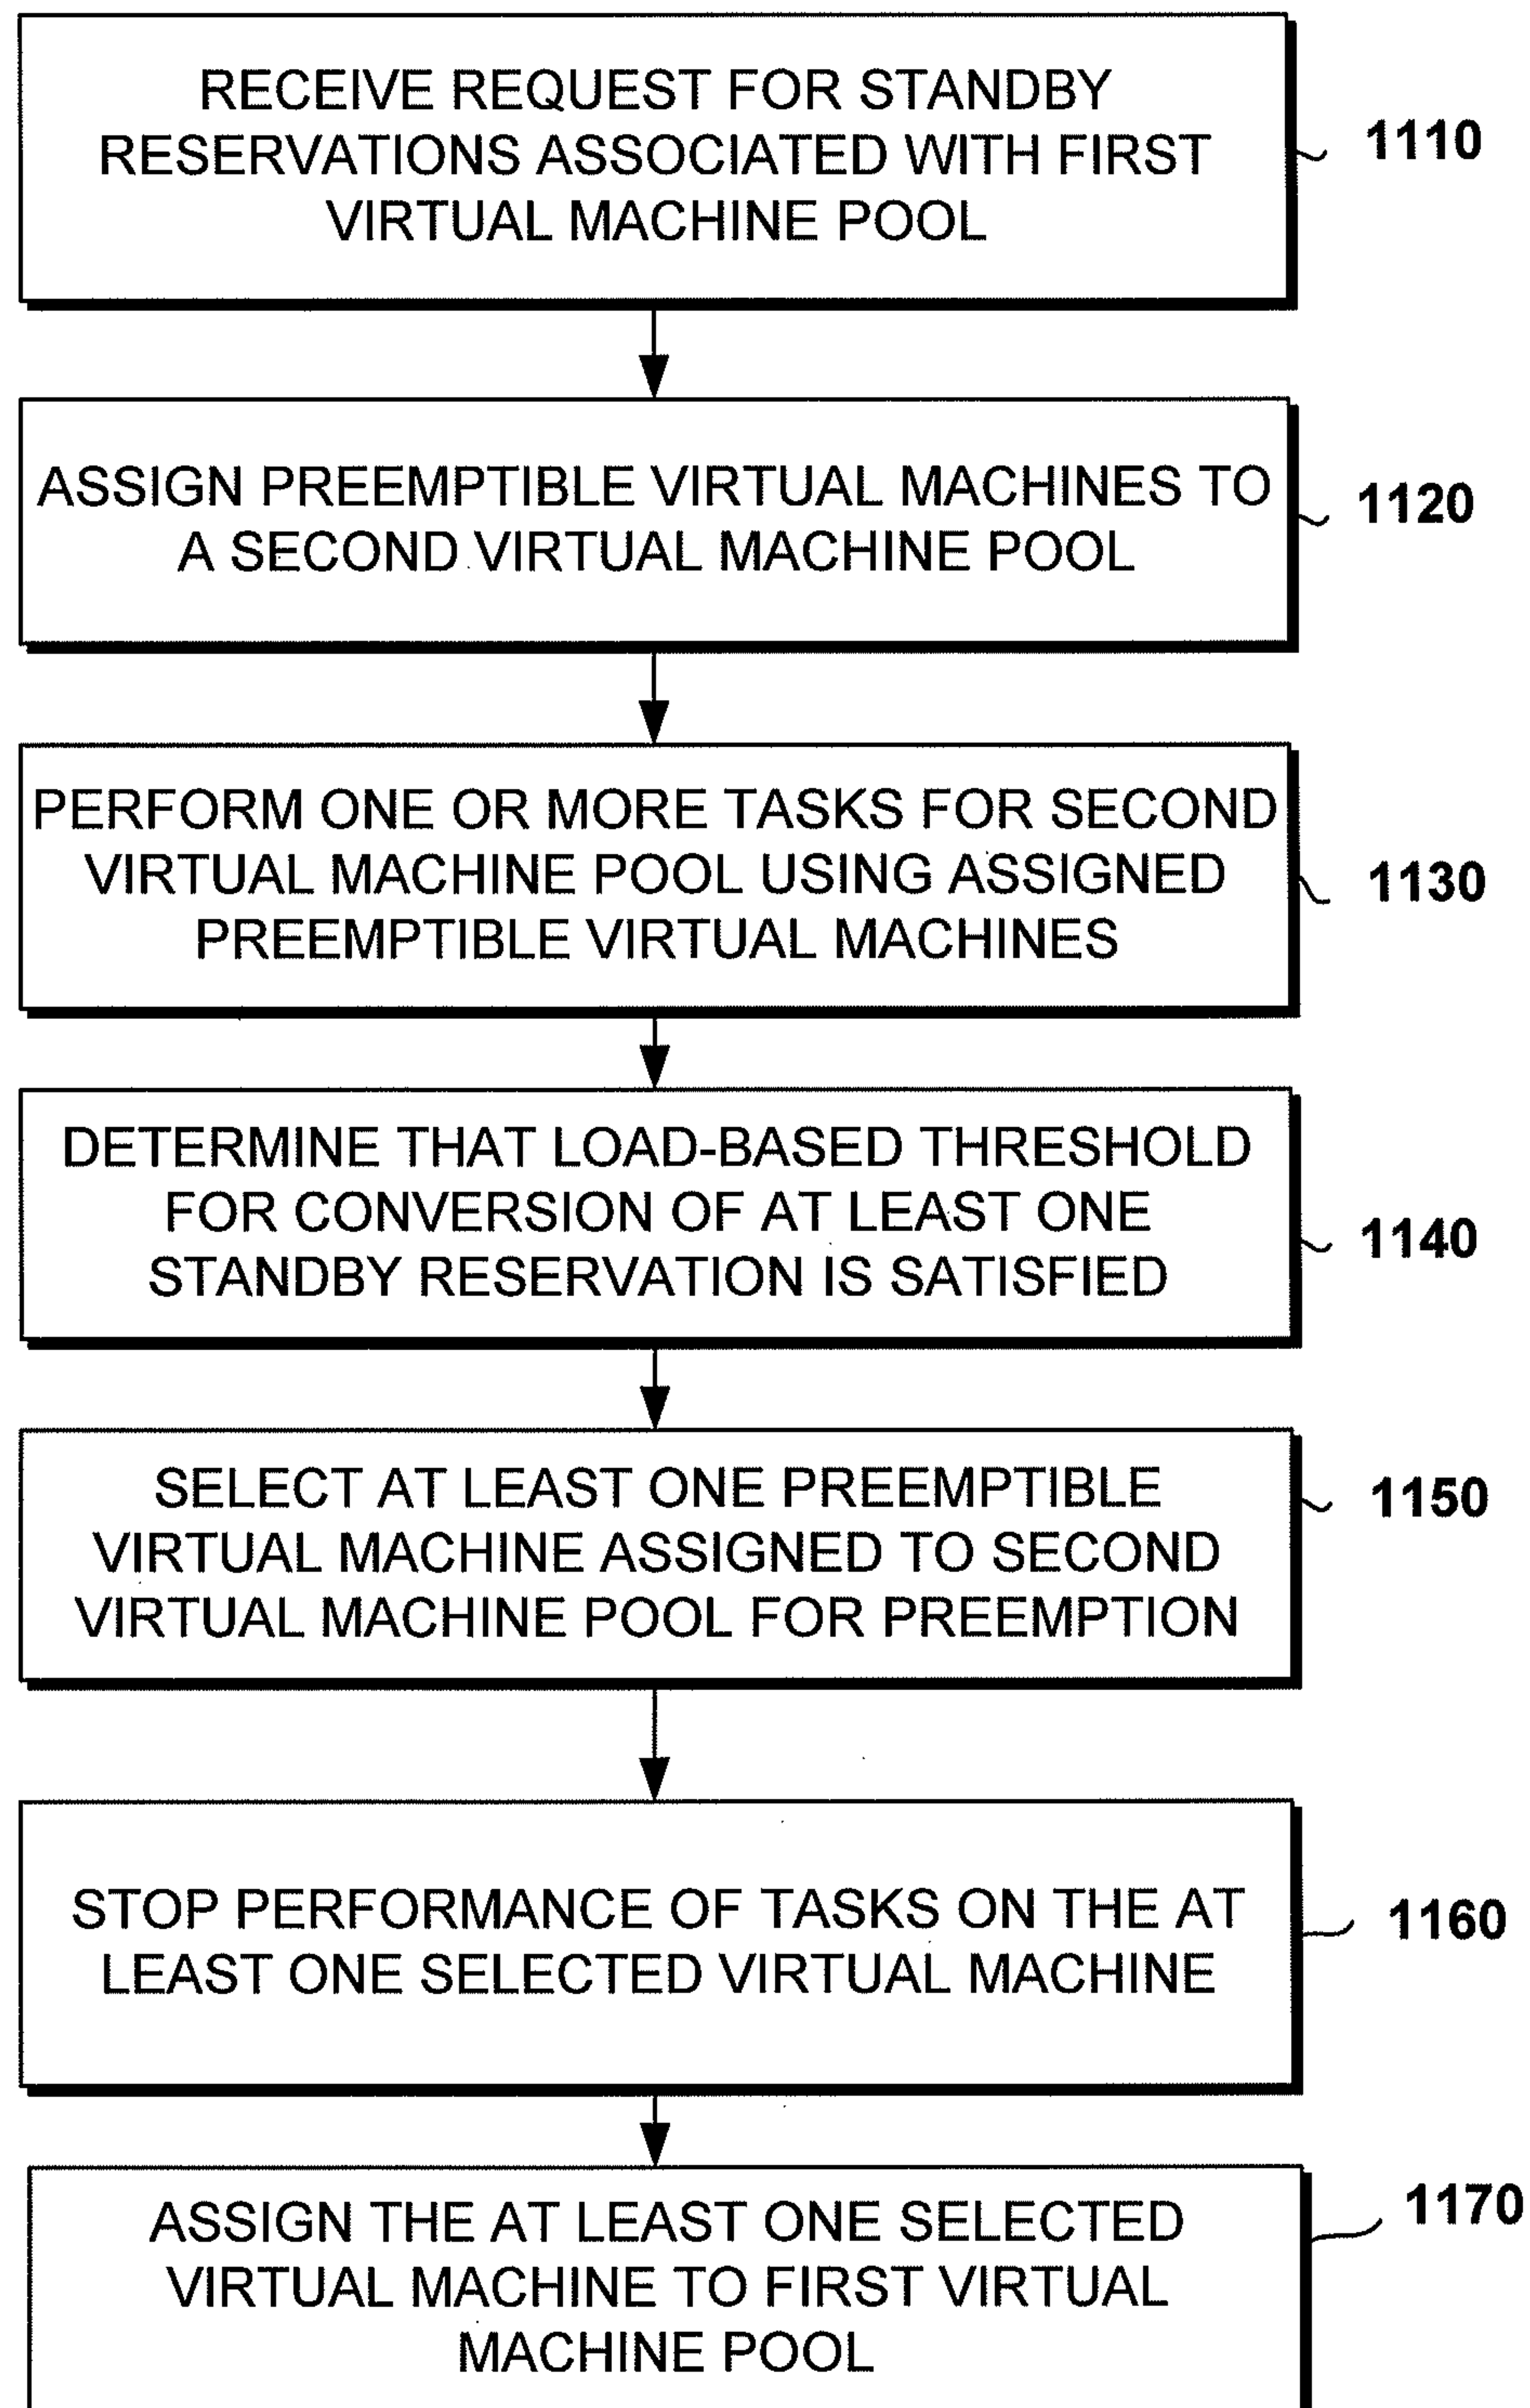 RECEIVE REQUEST FOR STANDBY
RESERVATIONS ASSOCIATED WITH FIRST
VIRTUAL MACHINE POOL
1110
ASSIGN PREEMPTIBLE VIRTUAL MACHINES TO
A SECOND VIRTUAL MACHINE POOL
1120
PERFORM ONE OR MORE TASKS FOR SECOND
VIRTUAL MACHINE POOL USING ASSIGNED
PREEMPTIBLE VIRTUAL MACHINES
1130
DETERMINE THAT LOAD-BASED THRESHOLD
FOR CONVERSION OF AT LEAST ONE
STANDBY RESERVATION IS SATISFIED
1140
SELECT AT LEAST ONE PREEMPTIBLE
VIRTUAL MACHINE ASSIGNED TO SECOND
VIRTUAL MACHINE POOL FOR PREEMPTION
1150
STOP PERFORMANCE OF TASKS ON THE AT
LEAST ONE SELECTED VIRTUAL MACHINE
1160
ASSIGN THE AT LEAST ONE SELECTED
VIRTUAL MACHINE TO FIRST VIRTUAL
MACHINE POOL
1170